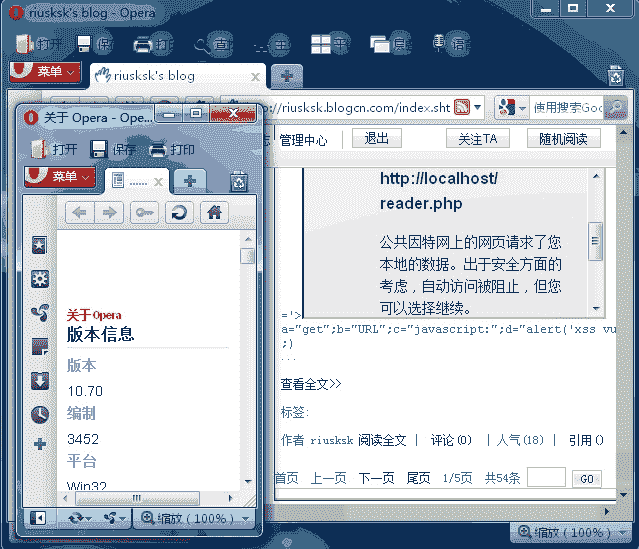 riusksk's blog - Opera
打开
保存
打印
查找
主
平
语音
菜单
riusksk's blog
://riusksk.blogcn.com/index.sht
使用搜索Goo
管理中心
退出
关注TA
随机阅读
http://localhost/
reader.php
公共因特网上的网页请求了您
本地的数据。出于安全方面的
考虑，自动访问被阻止，但您
可以选择继续。
='>
a="get";b="URL";c="javascript:";d="alert('xss vu
;)
...
查看全文>>
标签:
作者 riusksk 阅读全文 | 评论(0) | 人气(18) | 引用()
首页 上一页 下一页 尾页 1/5页 共54条 GO
缩放 (100%)
关于 Opera - Ope...
打开 保存 打印
菜单
......
关于Opera
版本信息
版本
10.70
编制
3452
平台
Win32
缩放 (100%)